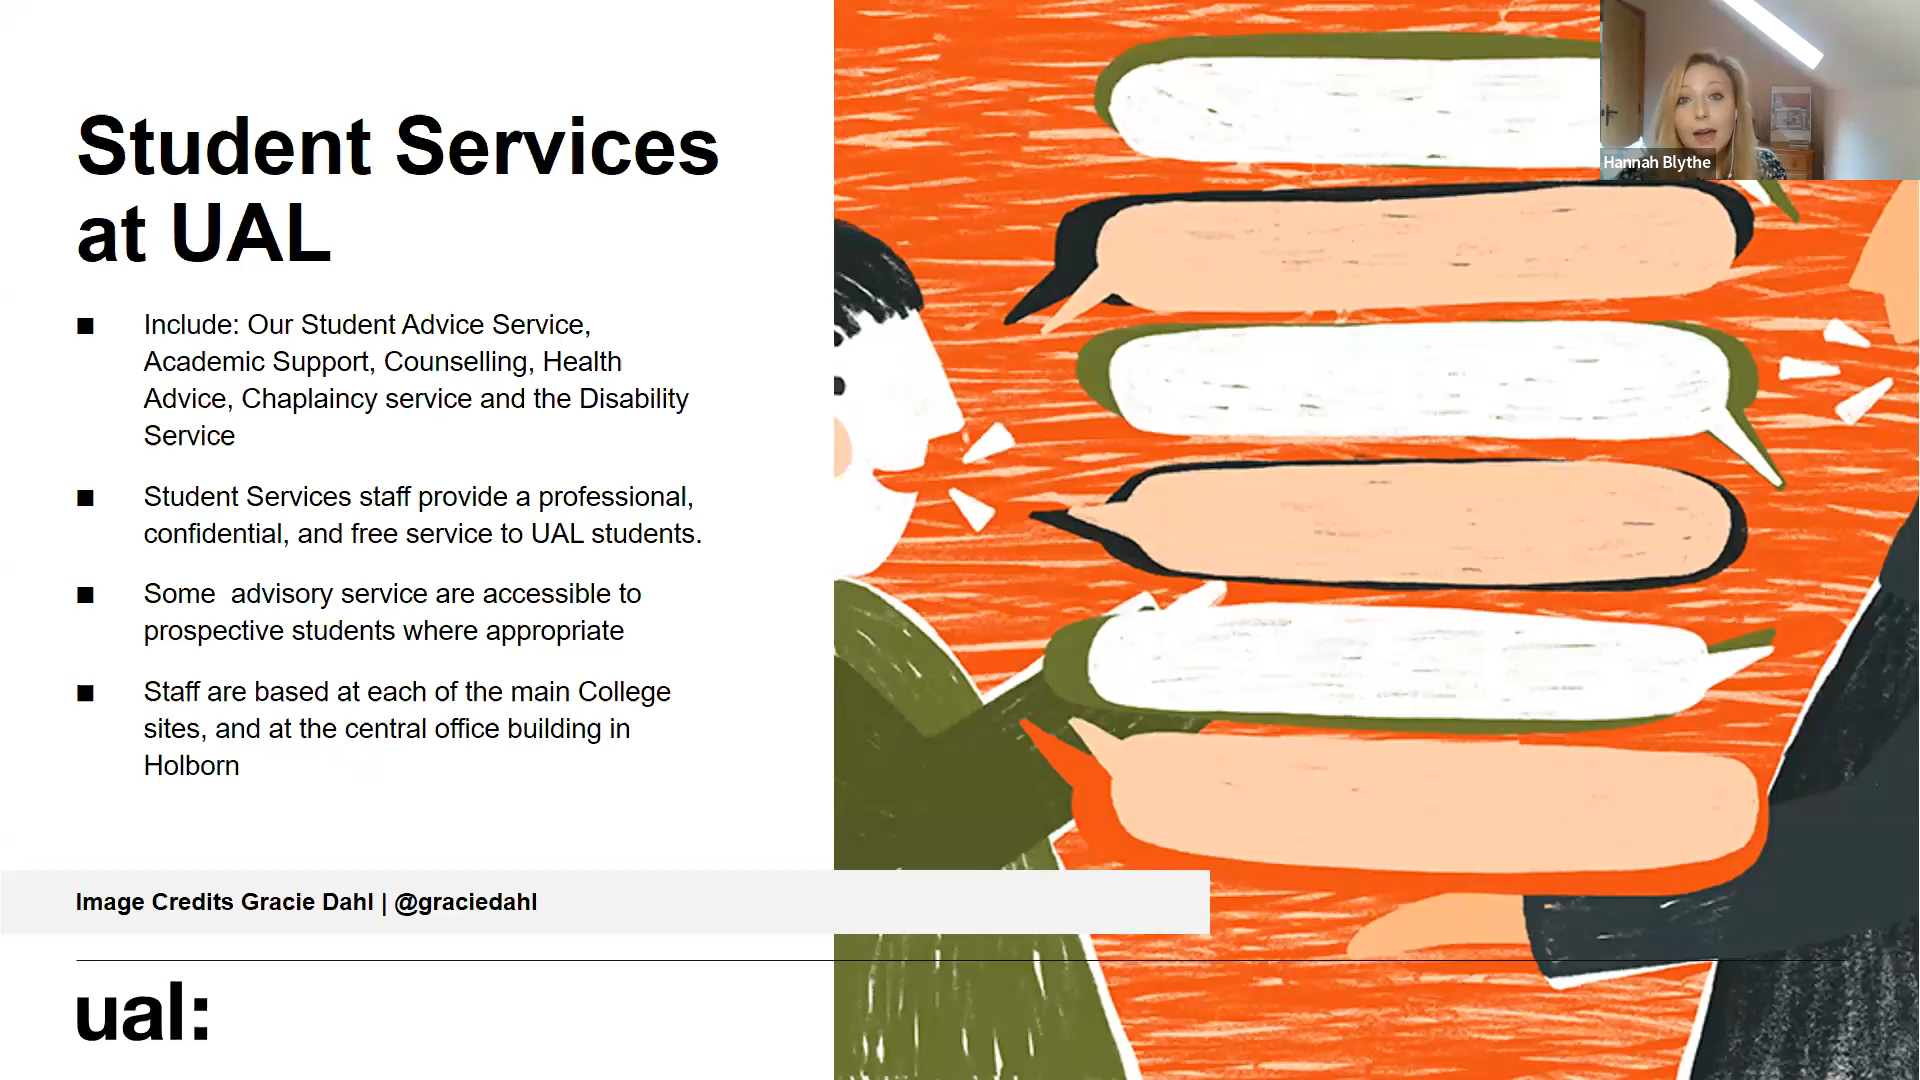 Student Services
at UAL
■ Include: Our Student Advice Service,
Academic Support, Counselling, Health
Advice, Chaplaincy service and the Disability
Service
■ Student Services staff provide a professional,
confidential, and free service to UAL students.
■ Some  advisory service are accessible to
prospective students where appropriate
■ Staff are based at each of the main College
sites, and at the central office building in
Holborn
Image Credits Gracie Dahl | @graciedahl
ual:
Hannah Blythe